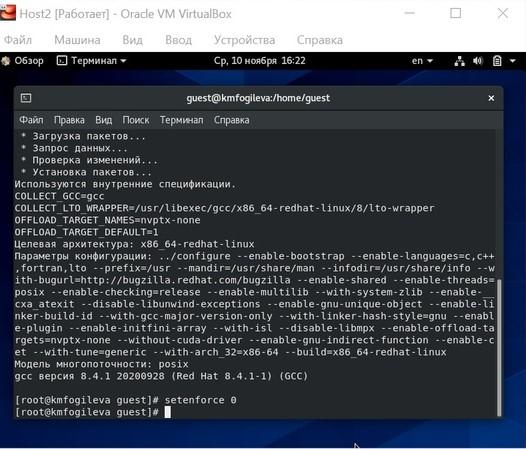 Host2 [Работает] - Oracle VM VirtualBox
Файл Машина Вид Ввод Устройства Справка
Обзор Терминал Ср, 10 ноября 16:22 en
guest@kmfogileva:/home/guest
Файл Правка Вид Поиск Терминал Справка
* Загрузка пакетов...
* Запрос данных...
* Проверка изменений...
* Установка пакетов...
Используются внутренние спецификации.
COLLECT_GCC=gcc
COLLECT_LTO_WRAPPER=/usr/libexec/gcc/x86_64-redhat-linux/8/lto-wrapper
OFFLOAD_TARGET_NAMES=nvptx-none
OFFLOAD_TARGET_DEFAULT=1
Целевая архитектура: x86_64-redhat-linux
Параметры конфигурации: ../configure --enable-bootstrap --enable-languages=c,c++
,fortran,lto --prefix=/usr --mandir=/usr/share/man --infodir=/usr/share/info --w
ith-bugurl=http://bugzilla.redhat.com/bugzilla --enable-shared --enable-threads=
posix --enable-checking=release --enable-multilib --with-system-zlib --enable-__
cxa_atexit --disable-libunwind-exceptions --enable-gnu-unique-object --enable-li
nker-build-id --with-gcc-major-version-only --with-linker-hash-style=gnu --enabl
e-plugin --enable-initfini-array --with-isl --disable-libmpx --enable-offload-ta
rgets=nvptx-none --without-cuda-driver --enable-gnu-indirect-function --enable-c
et --with-tune=generic --with-arch_32=x86-64 --build=x86_64-redhat-linux
Модель многопоточности: posix
gcc версия 8.4.1 20200928 (Red Hat 8.4.1-1) (GCC)
[root@kmfogileva guest]# setenforce 0
[root@kmfogileva guest]#